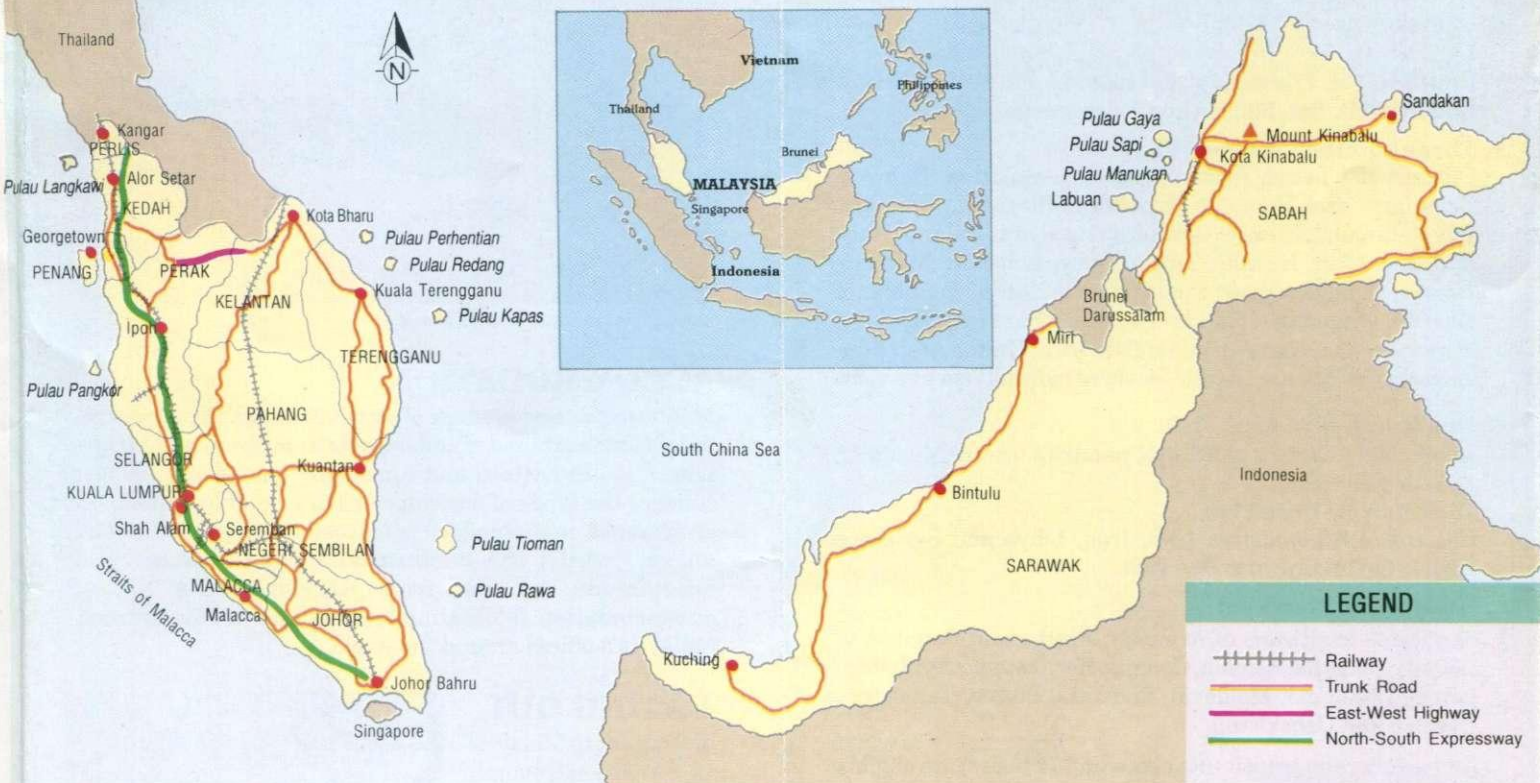 Thailand
N
Kangar
PERLIS
Pulau Langkawi
Alor Setar
KEDAH
Georgetown
PENANG
PERAK
Kota Bharu
Pulau Perhentian
Pulau Redang
KELANTAN
Kuala Terengganu
Pulau Kapas
Ipoh
TERENGGANU
Pulau Pangkor
PAHANG
SELANGOR
Kuantan
KUALA LUMPUR
Shah Alam
Seremban
NEGERI SEMBILAN
Pulau Tioman
Straits of Malacca
MALACCA
Malacca
Pulau Rawa
JOHOR
Johor Bahru
Singapore
Vietnam
Thailand
Philippines
Brunei
MALAYSIA
Singapore
Indonesia
South China Sea
Pulau Gaya
Pulau Sapi
Pulau Manukan
Labuan
Sandakan
Mount Kinabalu
Kota Kinabalu
SABAH
Brunei
Darussalam
Miri
Bintulu
Indonesia
SARAWAK
Kuching
LEGEND
Railway
Trunk Road
East-West Highway
North-South Expressway